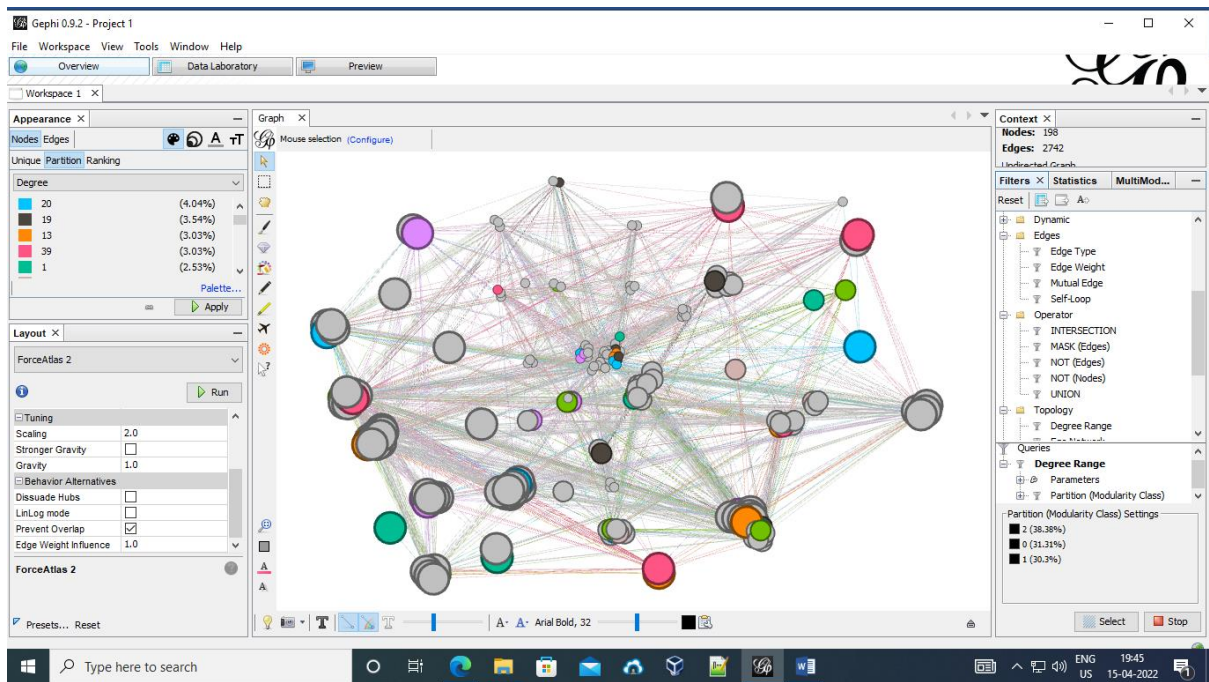 Gephi 0.9.2 - Project 1
File Workspace View Tools Window Help
Overview Data Laboratory Preview
Workspace 1
Appearance
Nodes Edges
Unique Partition Ranking
Degree
20 (4.04%)
19 (3.54%)
13 (3.03%)
39 (3.03%)
1 (2.53%)
Palette...
Apply
Layout
ForceAtlas 2
Run
Tuning
Scaling 2.0
Stronger Gravity
Gravity 1.0
Behavior Alternatives
Dissuade Hubs
LinLog mode
Prevent Overlap
Edge Weight Influence 1.0
ForceAtlas 2
Presets... Reset
Graph
Mouse selection (Configure)
A- A- Arial Bold, 32
Context
Nodes: 198
Edges: 2742
Undirected Graph
Filters Statistics MultiMod...
Reset
Dynamic
Edges
Edge Type
Edge Weight
Mutual Edge
Self-Loop
Operator
INTERSECTION
MASK (Edges)
NOT (Edges)
NOT (Nodes)
UNION
Topology
Degree Range
Queries
Degree Range
Parameters
Partition (Modularity Class)
Partition (Modularity Class) Settings
2 (38.38%)
0 (31.31%)
1 (30.3%)
Select Stop
Type here to search
ENG 19:45
US 15-04-2022